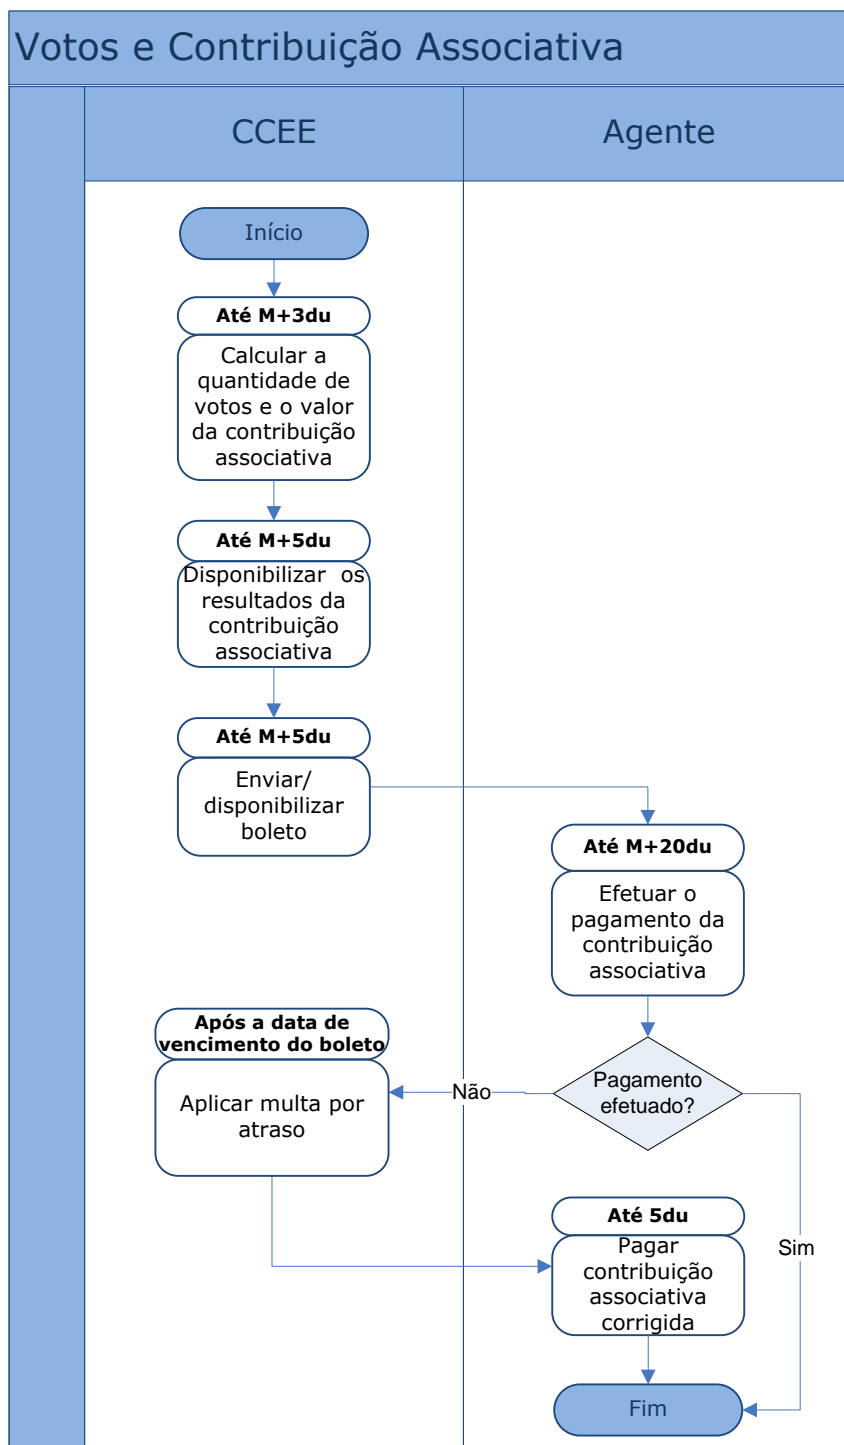 Votos e Contribuição Associativa
CCEE
Agente
Início
Até M+3du
Calcular a
quantidade de
votos e o valor
da contribuição
associativa
Até M+5du
Disponibilizar os
resultados da
contribuição
associativa
Até M+5du
Enviar/
disponibilizar
boleto
Até M+20du
Efetuar o
pagamento da
contribuição
associativa
Pagamento
efetuado?
Não
Após a data de
vencimento do boleto
Aplicar multa por
atraso
Até 5du
Pagar
contribuição
associativa
corrigida
Sim
Fim